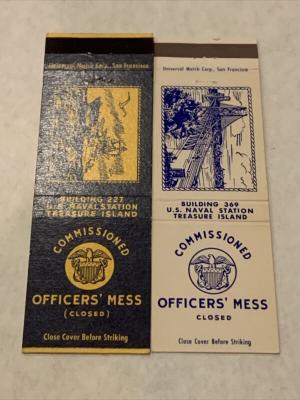 Universal Match Corp., San Francisco
BUILDING 227
U. S. NAVAL STATION
TREASURE ISLAND
COMMISSIONED
OFFICERS' MESS
(CLOSED)
Close Cover Before Striking
Universal Match Corp., San Francisco
BUILDING 369
U. S. NAVAL STATION
TREASURE ISLAND
COMMISSIONED
OFFICERS' MESS
CLOSED
Close Cover Before Striking